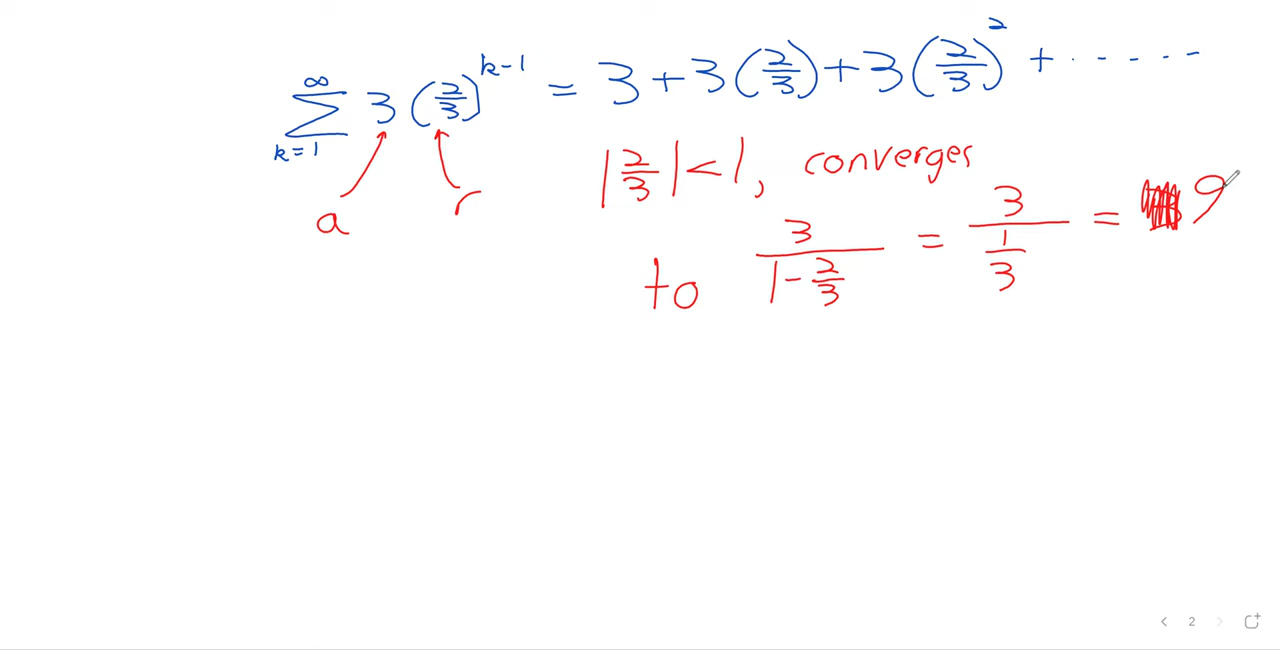 ∞
∑ 3 (2/3)^(k-1) = 3 + 3 (2/3) + 3 (2/3)^2 + · · - - - ·
k=1
a r
|2/3| < 1, converges
to 3/(1 - 2/3) = 3/(1/3) = 9
< 2 >